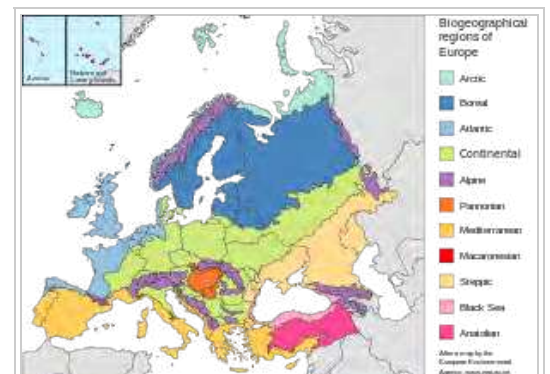 Biogeographical
regions of
Europe
Arctic
Boreal
Atlantic
Continental
Alpine
Pannonian
Mediterranean
Macaronesian
Steppic
Black Sea
Anatolian
Azores